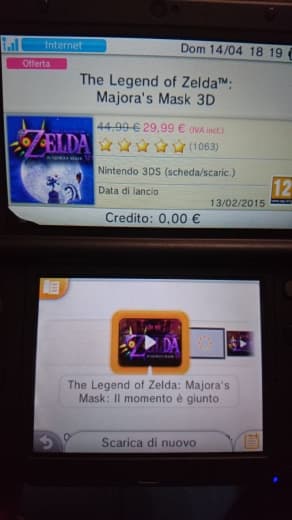 Internet
Dom 14/04 18 19
Offerta
The Legend of Zelda™:
Majora's Mask 3D
ZELDA
44,99 € 29,99 € (IVA incl.)
(1063)
Nintendo 3DS (scheda/scaric.)
Data di lancio
13/02/2015
12
Credito: 0,00 €
ZELDA
The Legend of Zelda: Majora's
Mask: Il momento è giunto
Scarica di nuovo